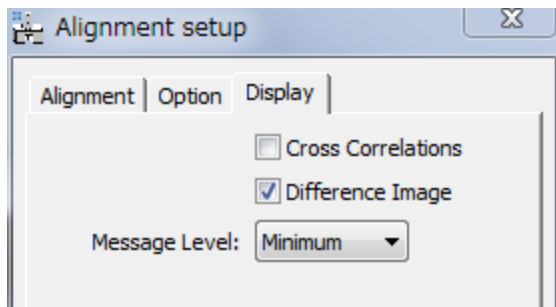 Alignment setup
Alignment Option Display
Cross Correlations
Difference Image
Message Level: Minimum